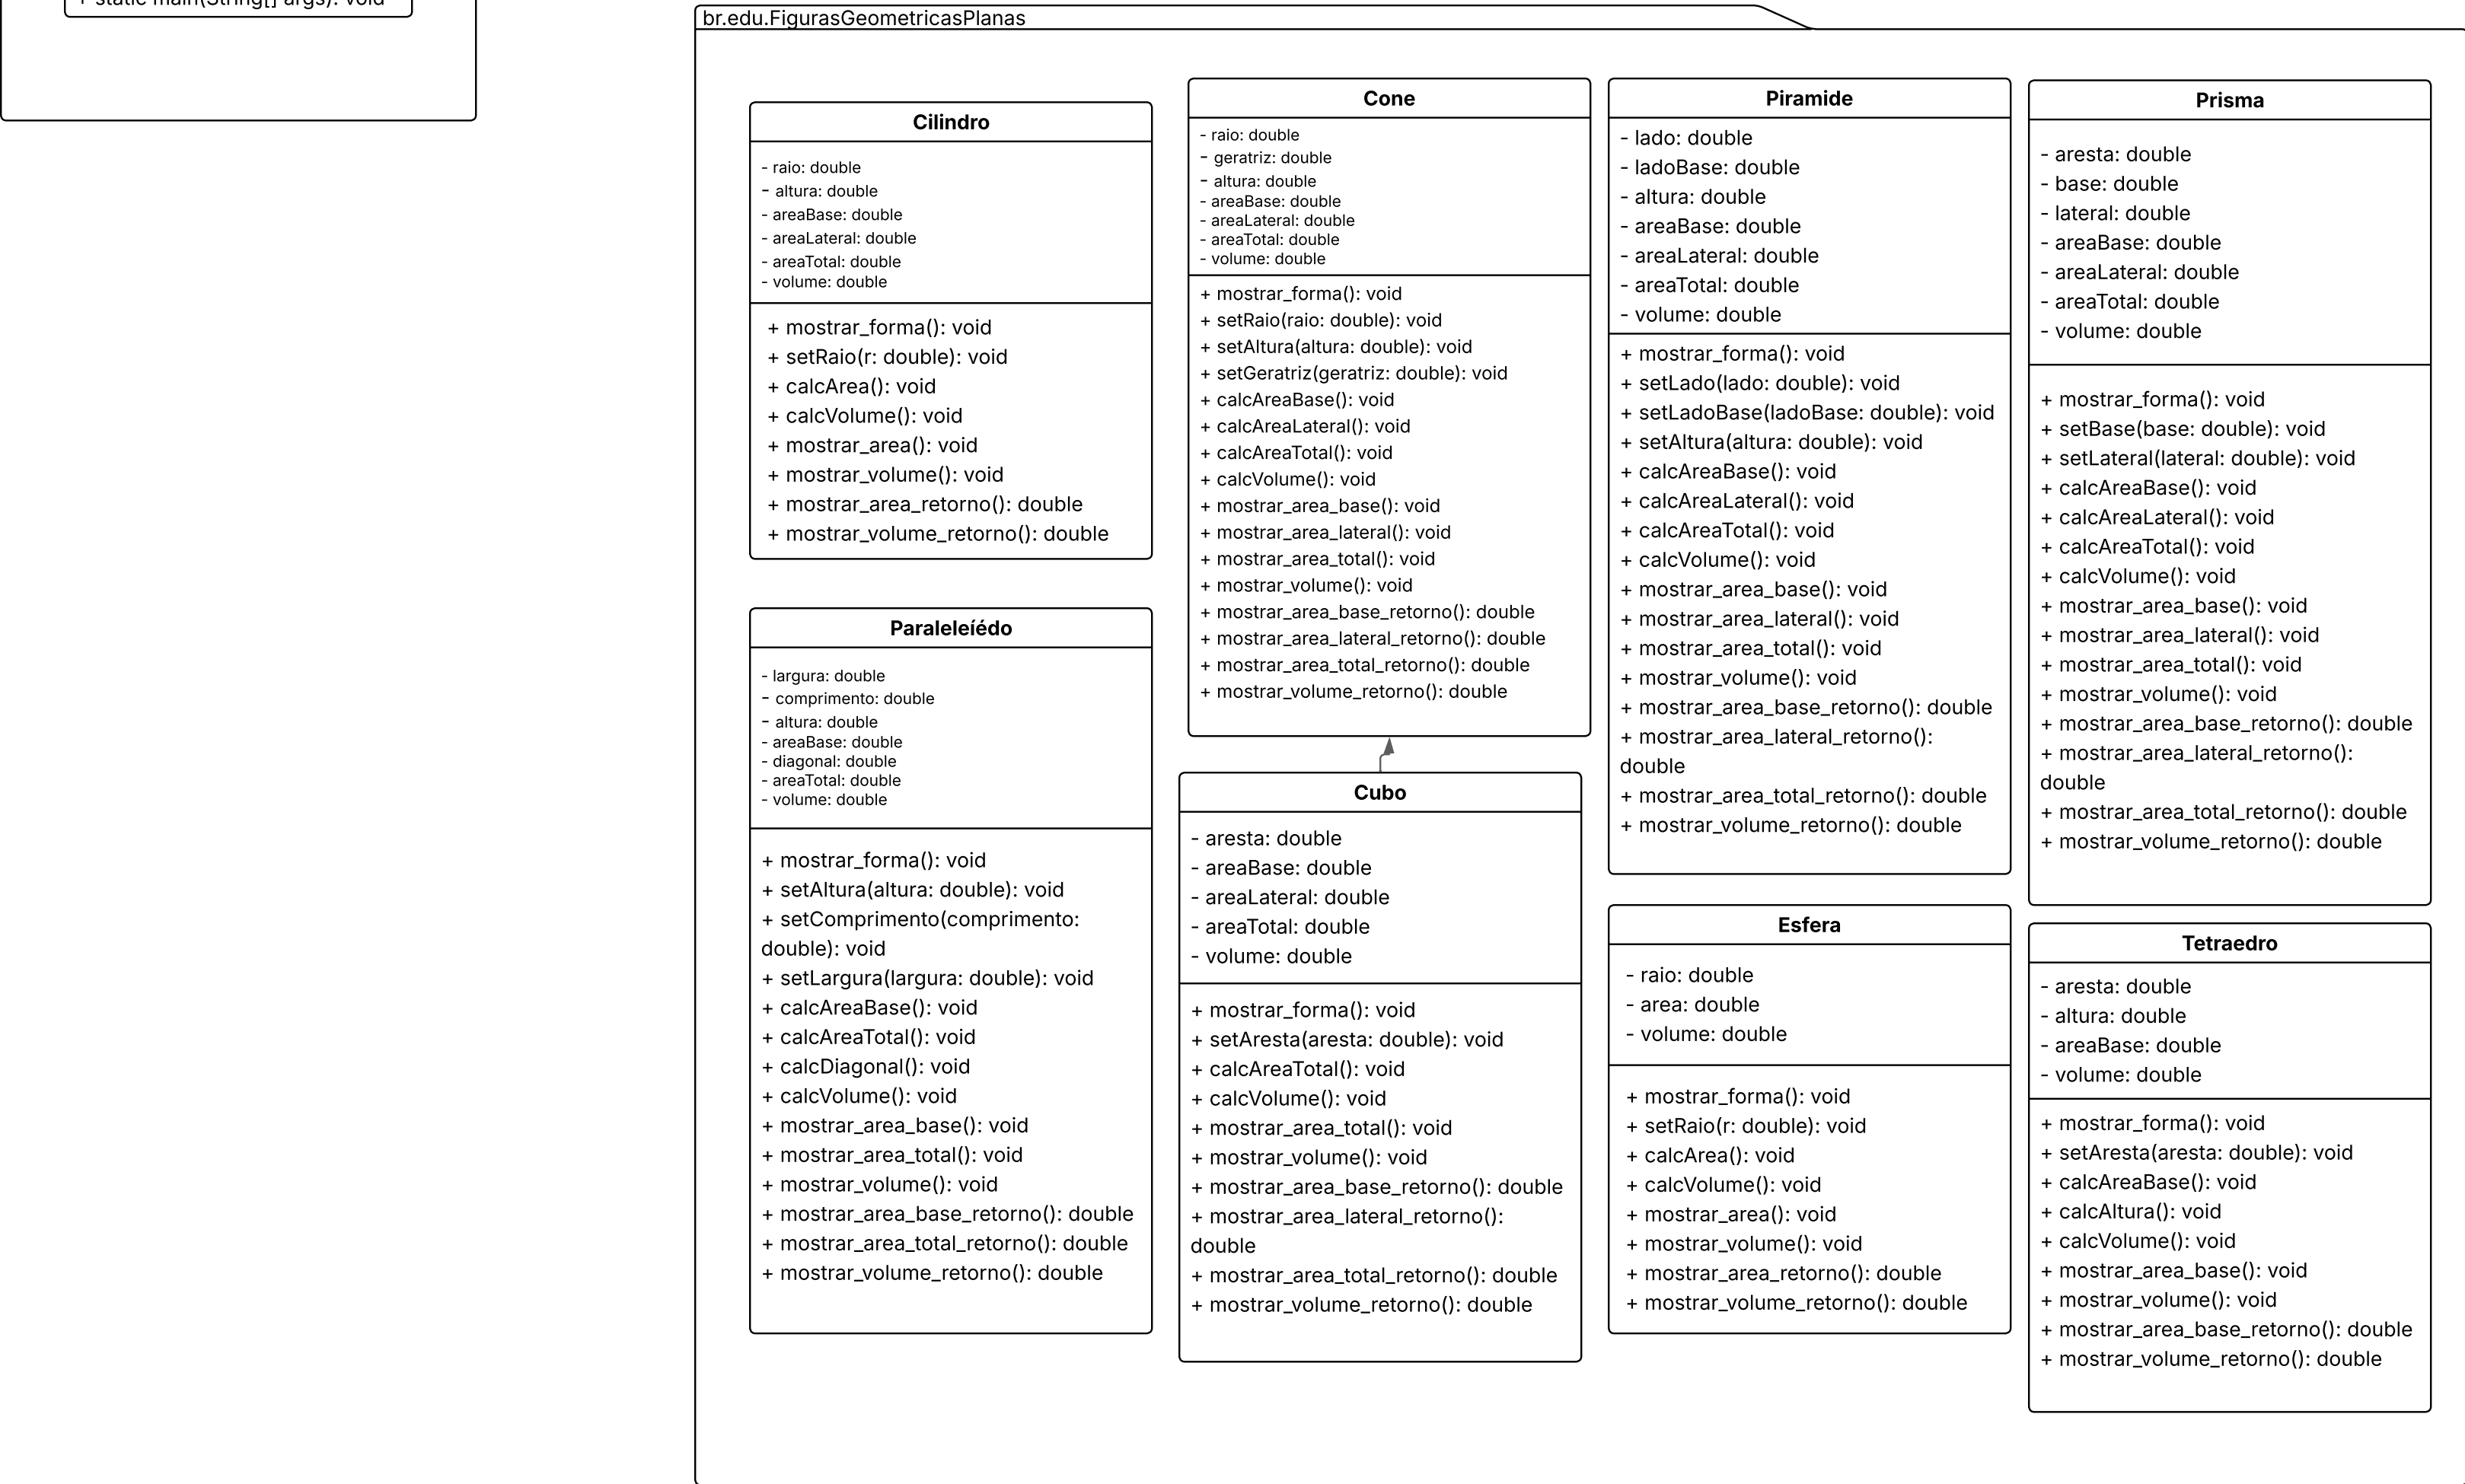 + static main(String[] args): void
br.edu.FigurasGeometricasPlanas
Cilindro
- raio: double
- altura: double
- areaBase: double
- areaLateral: double
- areaTotal: double
- volume: double
+ mostrar_forma(): void
+ setRaio(r: double): void
+ calcArea(): void
+ calcVolume(): void
+ mostrar_area(): void
+ mostrar_volume(): void
+ mostrar_area_retorno(): double
+ mostrar_volume_retorno(): double
Paraleleíédo
- largura: double
- comprimento: double
- altura: double
- areaBase: double
- diagonal: double
- areaTotal: double
- volume: double
+ mostrar_forma(): void
+ setAltura(altura: double): void
+ setComprimento(comprimento:
double): void
+ setLargura(largura: double): void
+ calcAreaBase(): void
+ calcAreaTotal(): void
+ calcDiagonal(): void
+ calcVolume(): void
+ mostrar_area_base(): void
+ mostrar_area_total(): void
+ mostrar_volume(): void
+ mostrar_area_base_retorno(): double
+ mostrar_area_total_retorno(): double
+ mostrar_volume_retorno(): double
Cone
- raio: double
- geratriz: double
- altura: double
- areaBase: double
- areaLateral: double
- areaTotal: double
- volume: double
+ mostrar_forma(): void
+ setRaio(raio: double): void
+ setAltura(altura: double): void
+ setGeratriz(geratriz: double): void
+ calcAreaBase(): void
+ calcAreaLateral(): void
+ calcAreaTotal(): void
+ calcVolume(): void
+ mostrar_area_base(): void
+ mostrar_area_lateral(): void
+ mostrar_area_total(): void
+ mostrar_volume(): void
+ mostrar_area_base_retorno(): double
+ mostrar_area_lateral_retorno(): double
+ mostrar_area_total_retorno(): double
+ mostrar_volume_retorno(): double
Cubo
- aresta: double
- areaBase: double
- areaLateral: double
- areaTotal: double
- volume: double
+ mostrar_forma(): void
+ setAresta(aresta: double): void
+ calcAreaTotal(): void
+ calcVolume(): void
+ mostrar_area_total(): void
+ mostrar_volume(): void
+ mostrar_area_base_retorno(): double
+ mostrar_area_lateral_retorno():
double
+ mostrar_area_total_retorno(): double
+ mostrar_volume_retorno(): double
Piramide
- lado: double
- ladoBase: double
- altura: double
- areaBase: double
- areaLateral: double
- areaTotal: double
- volume: double
+ mostrar_forma(): void
+ setLado(lado: double): void
+ setLadoBase(ladoBase: double): void
+ setAltura(altura: double): void
+ calcAreaBase(): void
+ calcAreaLateral(): void
+ calcAreaTotal(): void
+ calcVolume(): void
+ mostrar_area_base(): void
+ mostrar_area_lateral(): void
+ mostrar_area_total(): void
+ mostrar_volume(): void
+ mostrar_area_base_retorno(): double
+ mostrar_area_lateral_retorno():
double
+ mostrar_area_total_retorno(): double
+ mostrar_volume_retorno(): double
Esfera
- raio: double
- area: double
- volume: double
+ mostrar_forma(): void
+ setRaio(r: double): void
+ calcArea(): void
+ calcVolume(): void
+ mostrar_area(): void
+ mostrar_volume(): void
+ mostrar_area_retorno(): double
+ mostrar_volume_retorno(): double
Prisma
- aresta: double
- base: double
- lateral: double
- areaBase: double
- areaLateral: double
- areaTotal: double
- volume: double
+ mostrar_forma(): void
+ setBase(base: double): void
+ setLateral(lateral: double): void
+ calcAreaBase(): void
+ calcAreaLateral(): void
+ calcAreaTotal(): void
+ calcVolume(): void
+ mostrar_area_base(): void
+ mostrar_area_lateral(): void
+ mostrar_area_total(): void
+ mostrar_volume(): void
+ mostrar_area_base_retorno(): double
+ mostrar_area_lateral_retorno():
double
+ mostrar_area_total_retorno(): double
+ mostrar_volume_retorno(): double
Tetraedro
- aresta: double
- altura: double
- areaBase: double
- volume: double
+ mostrar_forma(): void
+ setAresta(aresta: double): void
+ calcAreaBase(): void
+ calcAltura(): void
+ calcVolume(): void
+ mostrar_area_base(): void
+ mostrar_volume(): void
+ mostrar_area_base_retorno(): double
+ mostrar_volume_retorno(): double